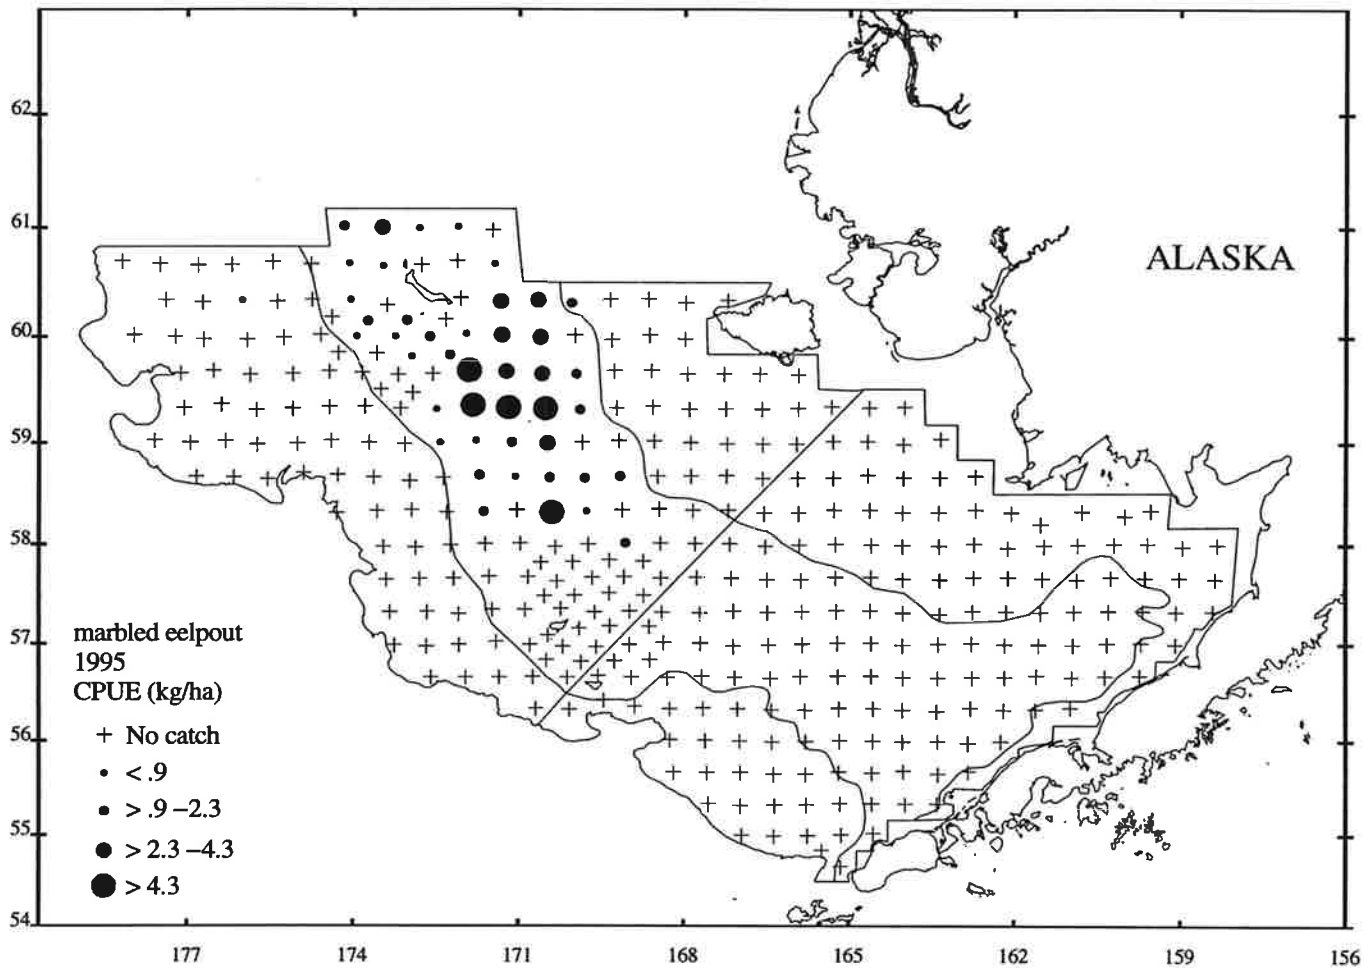 62
61
60
59
58
57
56
55
54
ALASKA
marbled eelpout
1995
CPUE (kg/ha)
+ No catch
• < .9
• > .9 –2.3
● > 2.3 –4.3
● > 4.3
177 174 171 168 165 162 159 156